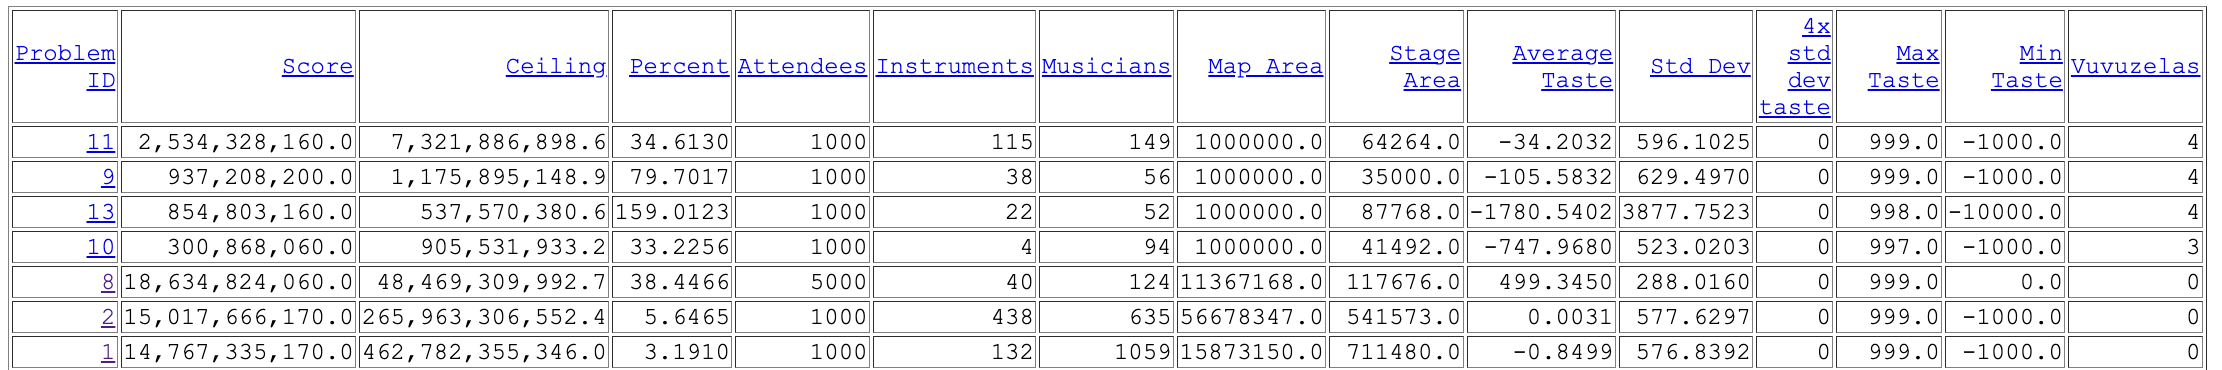 Problem ID Score Ceiling Percent Attendees Instruments Musicians Map Area Stage Area Average Taste Std Dev 4x std dev taste Max Taste Min Taste Vuvuzelas
11 2,534,328,160.0 7,321,886,898.6 34.6130 1000 115 149 1000000.0 64264.0 -34.2032 596.1025 0 999.0 -1000.0 4
9 937,208,200.0 1,175,895,148.9 79.7017 1000 38 56 1000000.0 35000.0 -105.5832 629.4970 0 999.0 -1000.0 4
13 854,803,160.0 537,570,380.6 159.0123 1000 22 52 1000000.0 87768.0 -1780.5402 3877.7523 0 998.0 -10000.0 4
10 300,868,060.0 905,531,933.2 33.2256 1000 4 94 1000000.0 41492.0 -747.9680 523.0203 0 997.0 -1000.0 3
8 18,634,824,060.0 48,469,309,992.7 38.4466 5000 40 124 11367168.0 117676.0 499.3450 288.0160 0 999.0 0.0 0
2 15,017,666,170.0 265,963,306,552.4 5.6465 1000 438 635 56678347.0 541573.0 0.0031 577.6297 0 999.0 -1000.0 0
1 14,767,335,170.0 462,782,355,346.0 3.1910 1000 132 1059 15873150.0 711480.0 -0.8499 576.8392 0 999.0 -1000.0 0